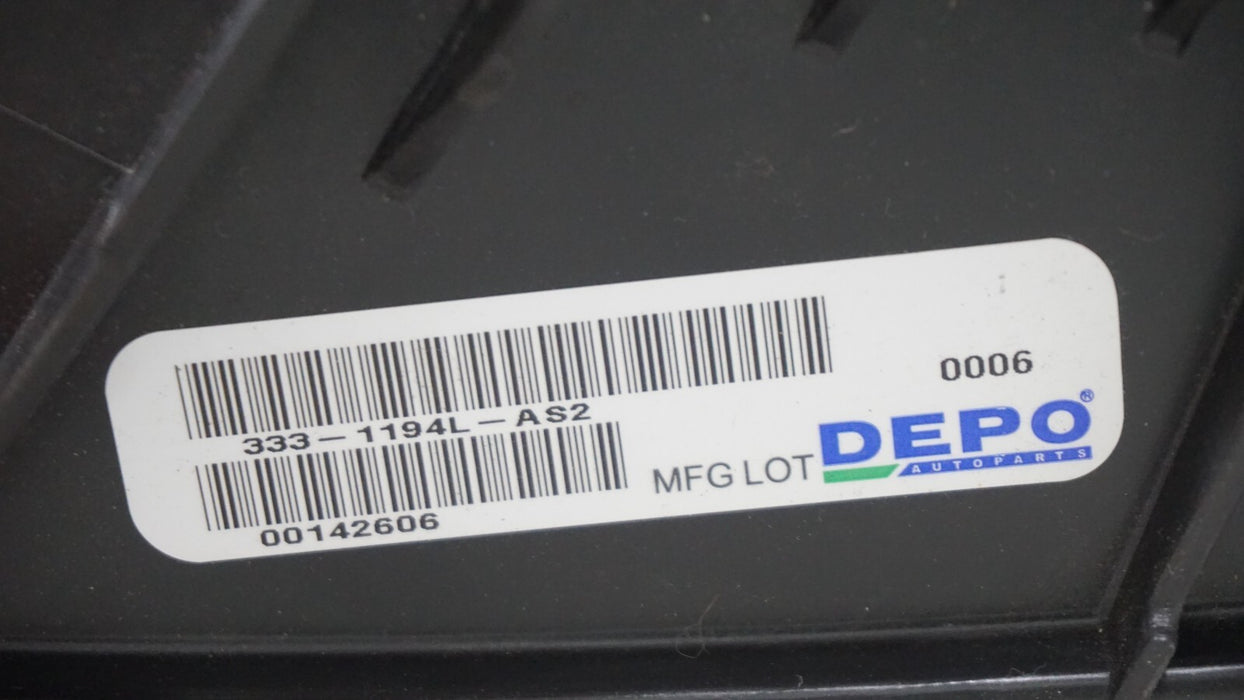 333-1194L-AS2
0006
00142606
MFG LOT
DEPO®
AUTOPARTS